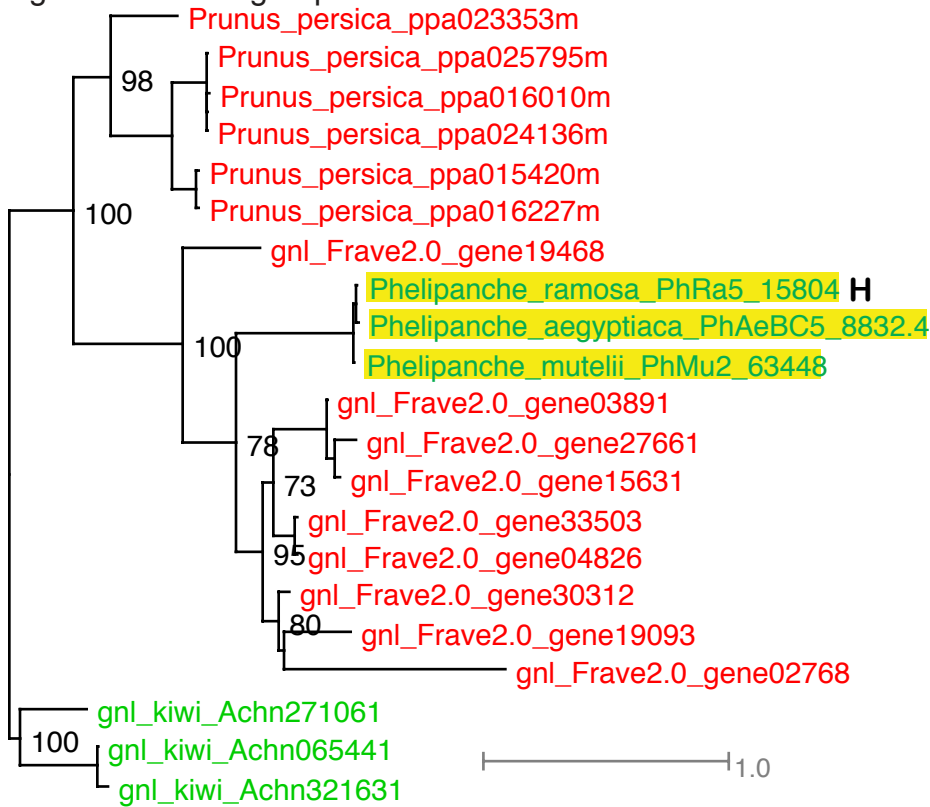 Prunus_persica_ppa023353m
Prunus_persica_ppa025795m
98
Prunus_persica_ppa016010m
Prunus_persica_ppa024136m
Prunus_persica_ppa015420m
Prunus_persica_ppa016227m
100
gnl_Frave2.0_gene19468
Phelipanche_ramosa_PhRa5_15804 H
Phelipanche_aegyptiaca_PhAeBC5_8832.4
100
Phelipanche_mutelii_PhMu2_63448
gnl_Frave2.0_gene03891
78
gnl_Frave2.0_gene27661
73
gnl_Frave2.0_gene15631
gnl_Frave2.0_gene33503
95
gnl_Frave2.0_gene04826
gnl_Frave2.0_gene30312
80
gnl_Frave2.0_gene19093
gnl_Frave2.0_gene02768
gnl_kiwi_Achn271061
100
gnl_kiwi_Achn065441
gnl_kiwi_Achn321631
1.0